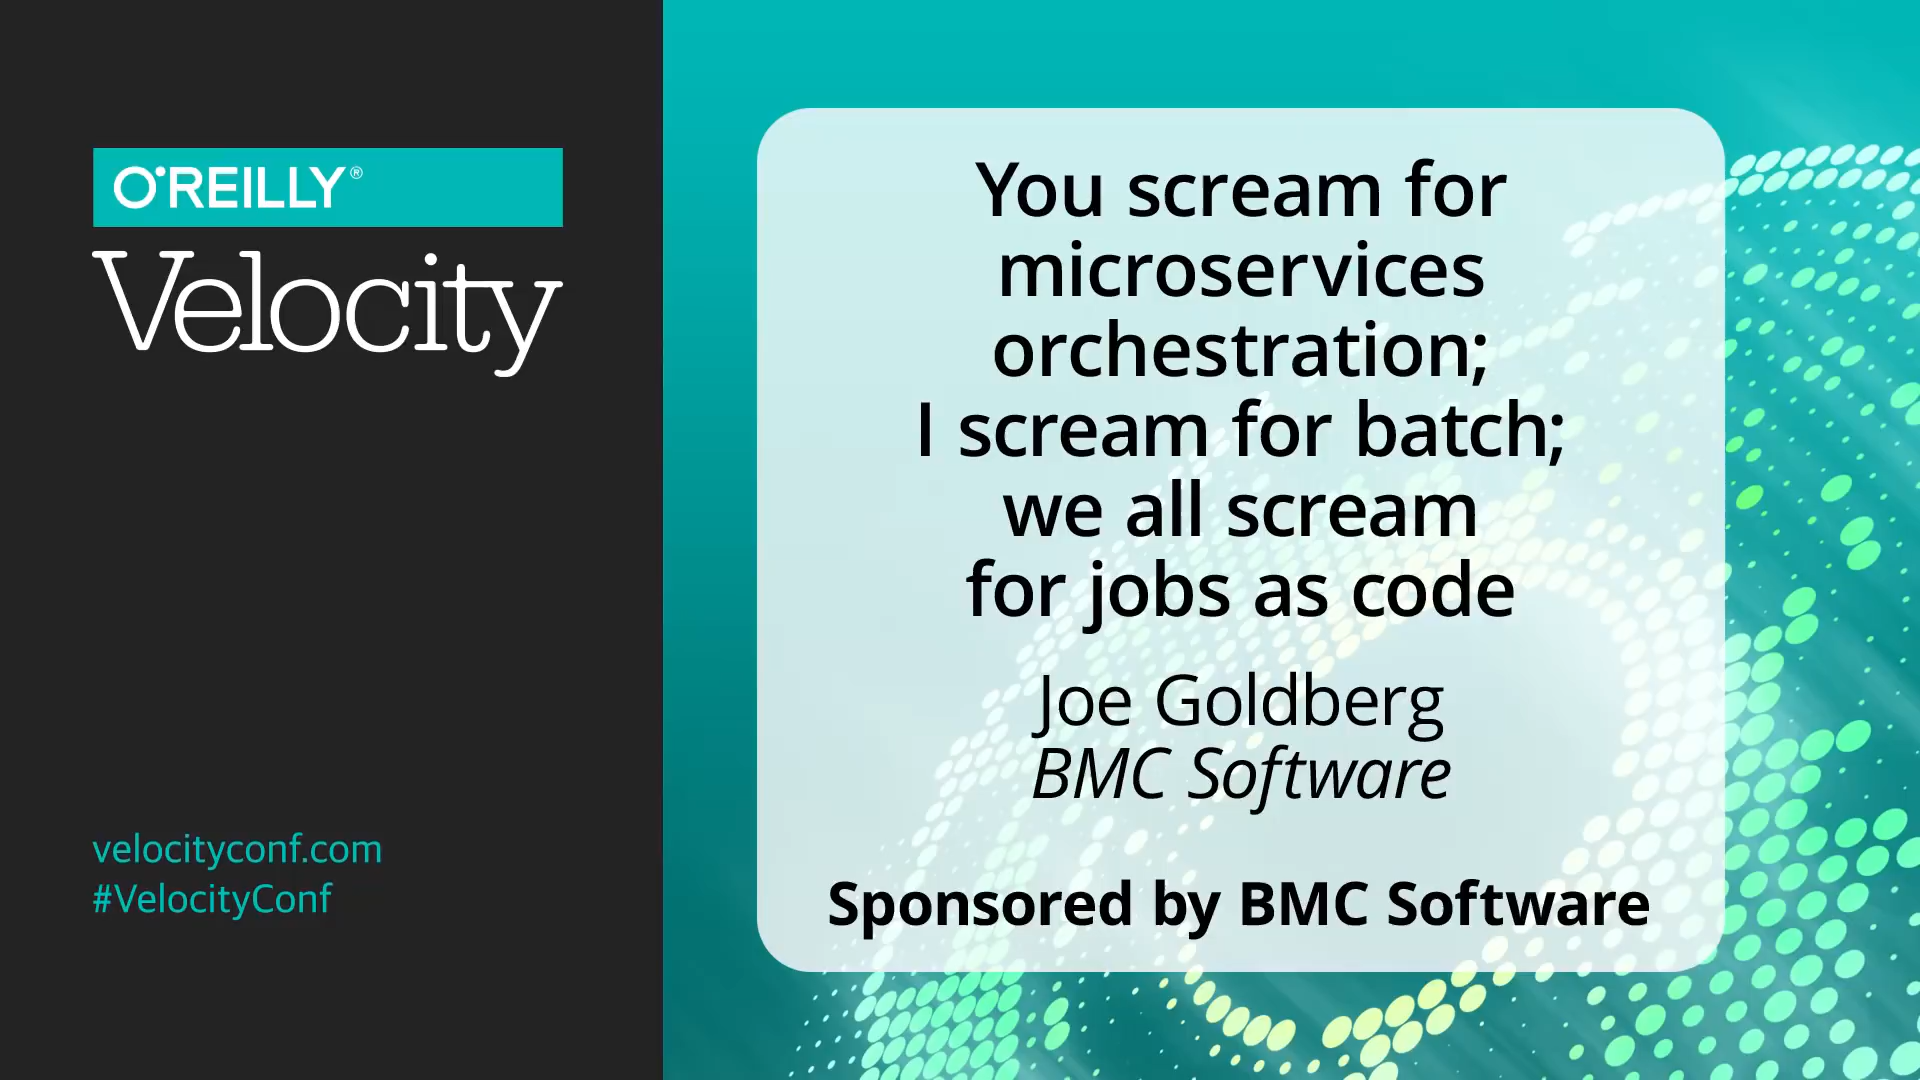 O'REILLY®
Velocity
velocityconf.com
#VelocityConf
You scream for
microservices
orchestration;
I scream for batch;
we all scream
for jobs as code
Joe Goldberg
BMC Software
Sponsored by BMC Software